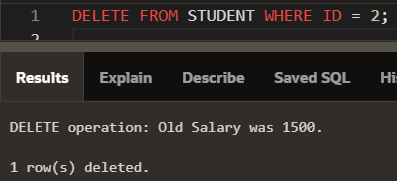 1 DELETE FROM STUDENT WHERE ID = 2;
2
Results Explain Describe Saved SQL
DELETE operation: Old Salary was 1500.
1 row(s) deleted.